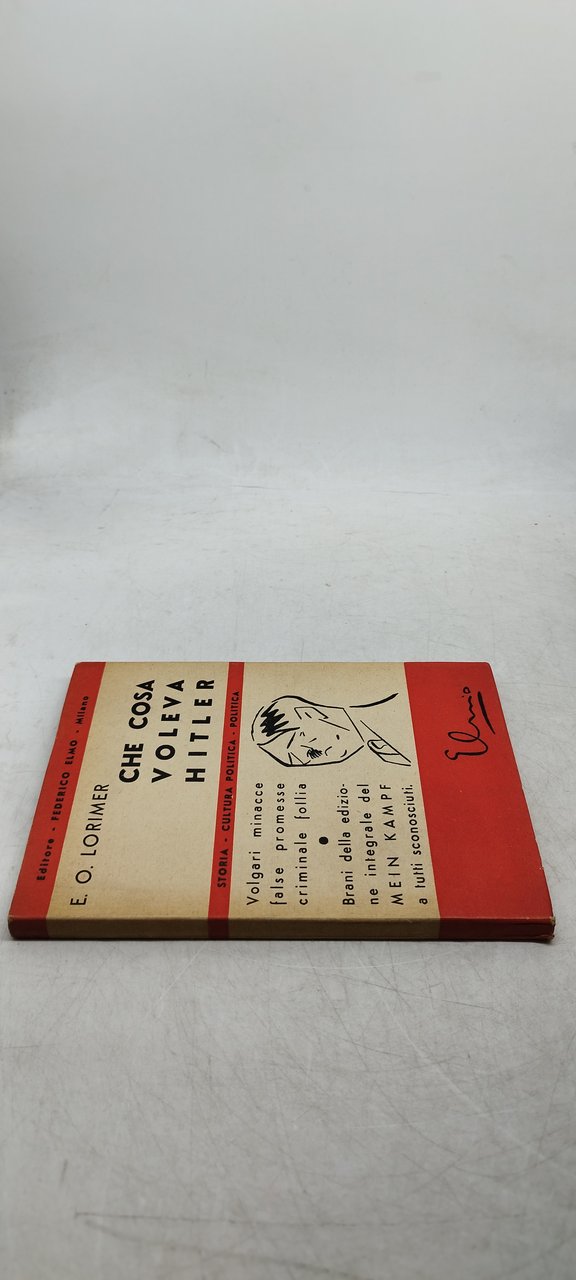 Editore - FEDERICO ELMO - Milano
E. O. LORIMER
CHE COSA
VOLEVA
HITLER
STORIA - CULTURA POLITICA - POLITICA
Volgari minacce
false promesse
criminale follia
●
Brani della edizio-
ne integrale del
MEIN KAMPF
a tutti sconosciuti.
Elmo